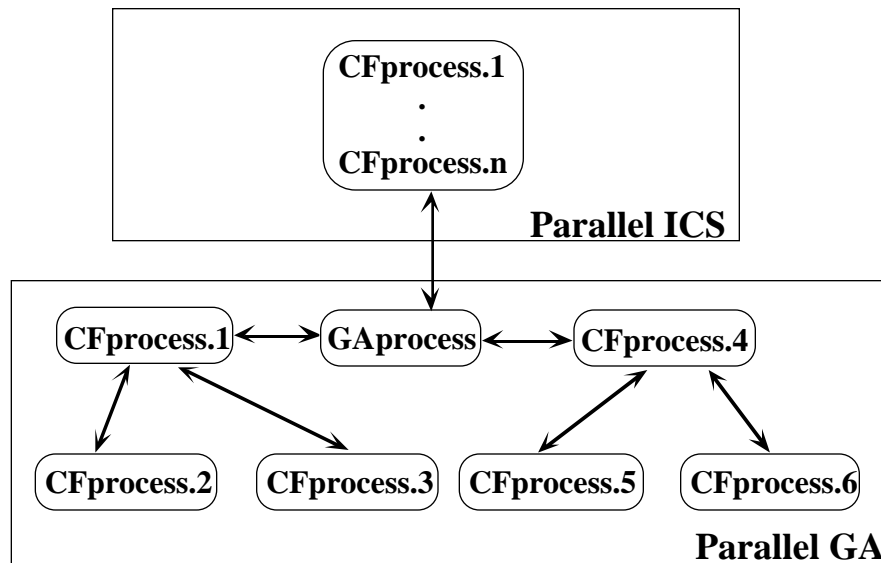 CFprocess.1
.
.
CFprocess.n
Parallel ICS
CFprocess.1
GAprocess
CFprocess.4
CFprocess.2
CFprocess.3
CFprocess.5
CFprocess.6
Parallel GA